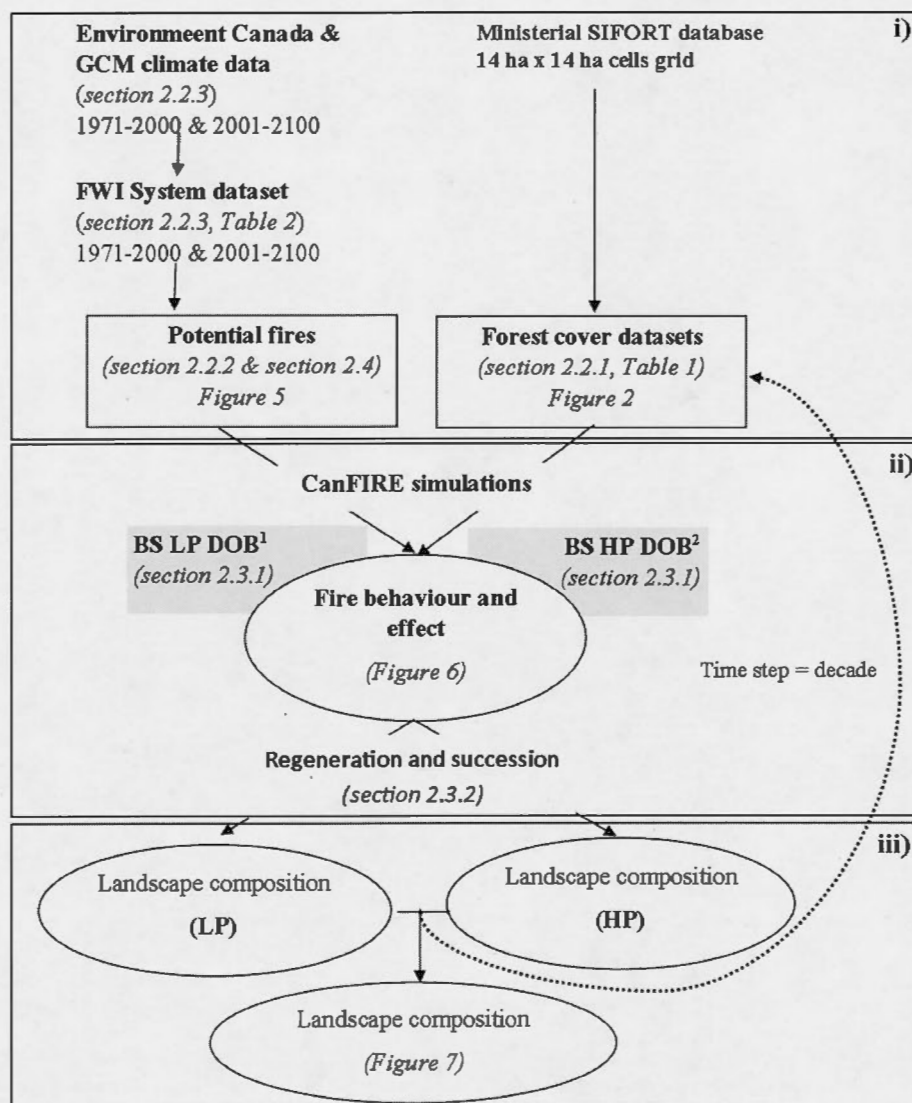 i)
Environmeent Canada &
GCM climate data
(section 2.2.3)
1971-2000 & 2001-2100
Ministerial SIFORT database
14 ha x 14 ha cells grid
FWI System dataset
(section 2.2.3, Table 2)
1971-2000 & 2001-2100
Potential fires
(section 2.2.2 & section 2.4)
Figure 5
Forest cover datasets
(section 2.2.1, Table 1)
Figure 2
ii)
CanFIRE simulations
BS LP DOB¹
(section 2.3.1)
BS HP DOB²
(section 2.3.1)
Fire behaviour and
effect
(Figure 6)
Time step = decade
Regeneration and succession
(section 2.3.2)
iii)
Landscape composition
(LP)
Landscape composition
(HP)
Landscape composition
(Figure 7)